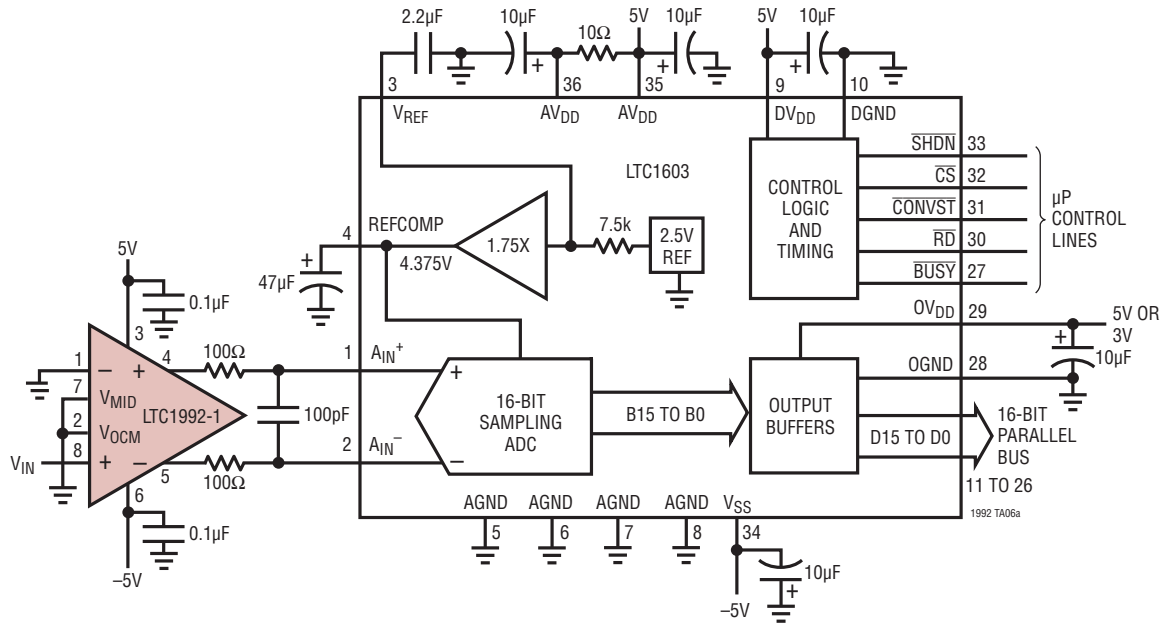 2.2µF
10µF
10Ω
5V
10µF
5V
10µF
+
+
+
3
36
35
9
10
VREF
AVDD
AVDD
DVDD
DGND
LTC1603
CONTROL
LOGIC
AND
TIMING
SHDN 33
CS 32
CONVST 31
RD 30
BUSY 27
µP
CONTROL
LINES
4
REFCOMP
4.375V
1.75X
7.5k
2.5V
REF
+
47µF
5V
0.1µF
3
1
–
+
4
100Ω
7
VMID
LTC1992-1
2
VOCM
VIN
8
+
–
5
100Ω
6
0.1µF
–5V
100pF
1
AIN+
2
AIN–
+
–
16-BIT
SAMPLING
ADC
B15 TO B0
OUTPUT
BUFFERS
OVDD 29
5V OR
3V
+
10µF
OGND 28
D15 TO D0
16-BIT
PARALLEL
BUS
11 TO 26
1992 TA06a
AGND
AGND
AGND
AGND
VSS
5
6
7
8
34
10µF
+
–5V